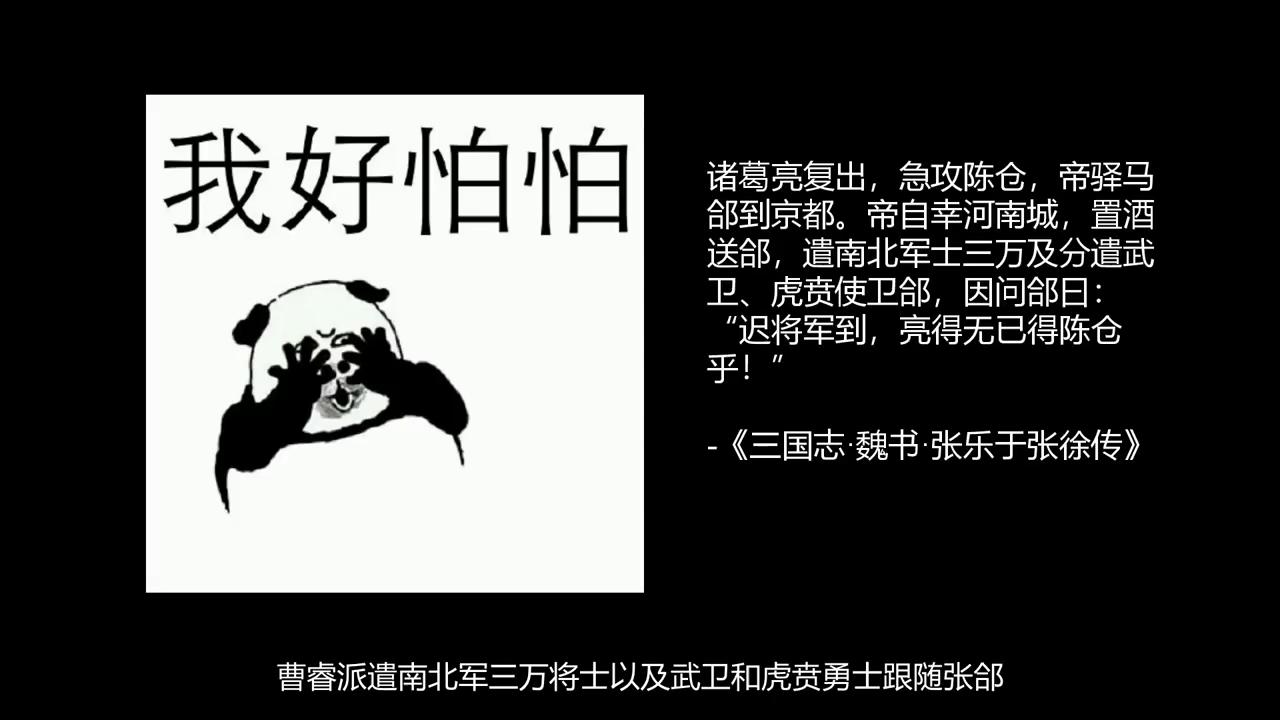 我好怕怕
诸葛亮复出，急攻陈仓，帝驿马
郃到京都。帝自幸河南城，置酒
送郃，遣南北军士三万及分遣武
卫、虎贲使卫郃，因问郃曰：
“迟将军到，亮得无已得陈仓
乎！”
-《三国志·魏书·张乐于张徐传》
曹睿派遣南北军三万将士以及武卫和虎贲勇士跟随张郃